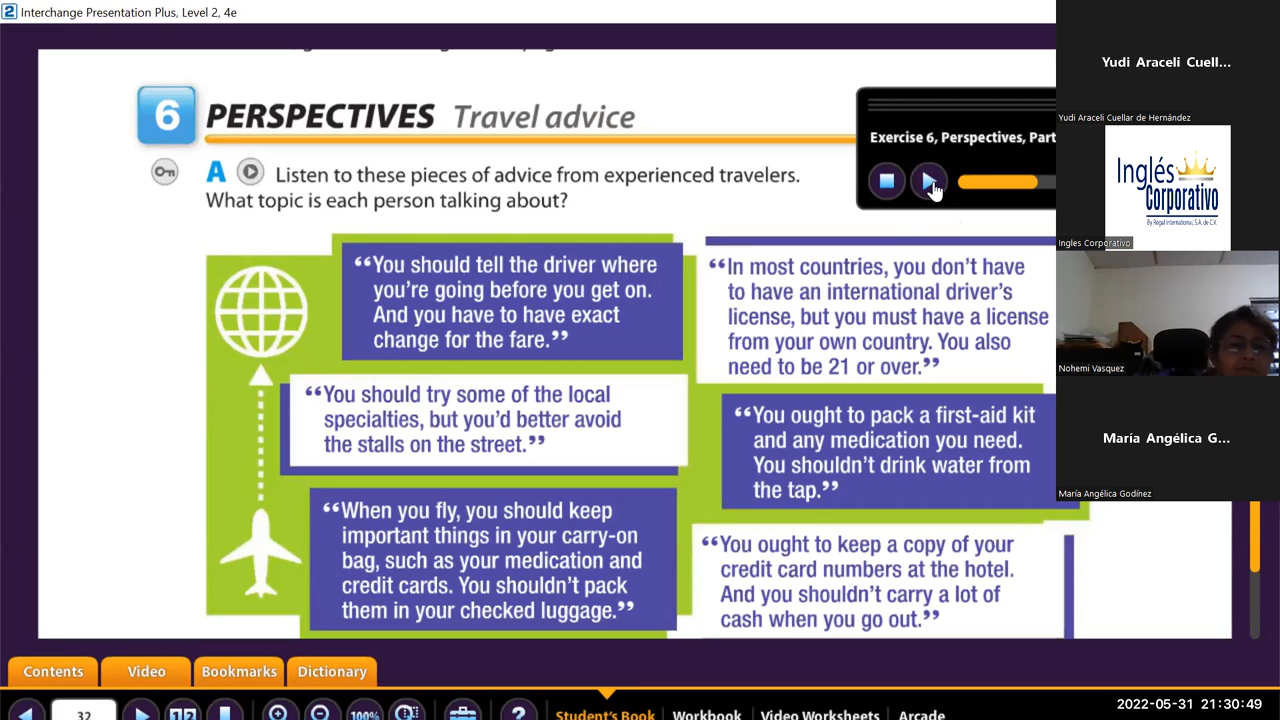 Interchange Presentation Plus, Level 2, 4e
6 PERSPECTIVES Travel advice
A Listen to these pieces of advice from experienced travelers.
What topic is each person talking about?
Exercise 6, Perspectives, Part
“You should tell the driver where
you’re going before you get on.
And you have to have exact
change for the fare.”
“In most countries, you don’t have
to have an international driver’s
license, but you must have a license
from your own country. You also
need to be 21 or over.”
“You should try some of the local
specialties, but you’d better avoid
the stalls on the street.”
“You ought to pack a first-aid kit
and any medication you need.
You shouldn’t drink water from
the tap.”
“When you fly, you should keep
important things in your carry-on
bag, such as your medication and
credit cards. You shouldn’t pack
them in your checked luggage.”
“You ought to keep a copy of your
credit card numbers at the hotel.
And you shouldn’t carry a lot of
cash when you go out.”
Yudi Araceli Cuell...
Yudi Araceli Cuellar de Hernández
Inglés
Corporativo
By Regal International, S.A. de C.V.
Ingles Corporativo
Nohemi Vasquez
María Angélica G...
María Angélica Godínez
Contents Video Bookmarks Dictionary
32 1 2 100% ?
Student's Book Workbook Video Worksheets Arcade
2022-05-31 21:30:49